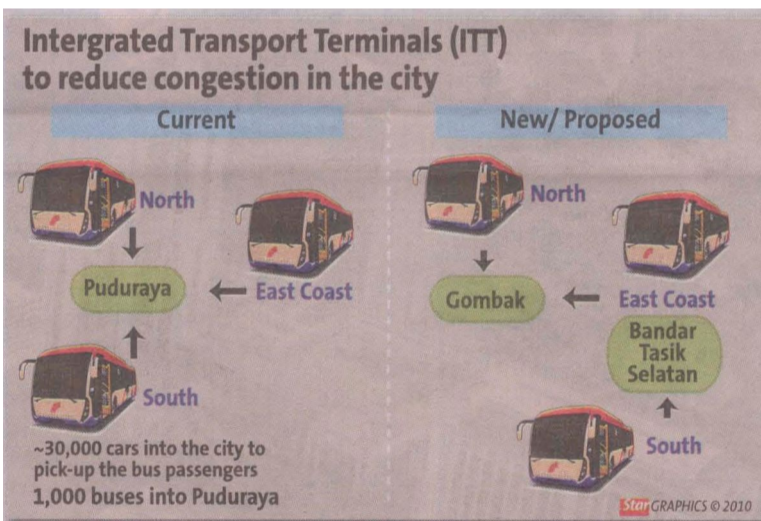 Intergrated Transport Terminals (ITT)
to reduce congestion in the city
Current
North
Puduraya
East Coast
South
~30,000 cars into the city to
pick-up the bus passengers
1,000 buses into Puduraya
New/ Proposed
North
Gombak
East Coast
Bandar
Tasik
Selatan
South
Star GRAPHICS © 2010